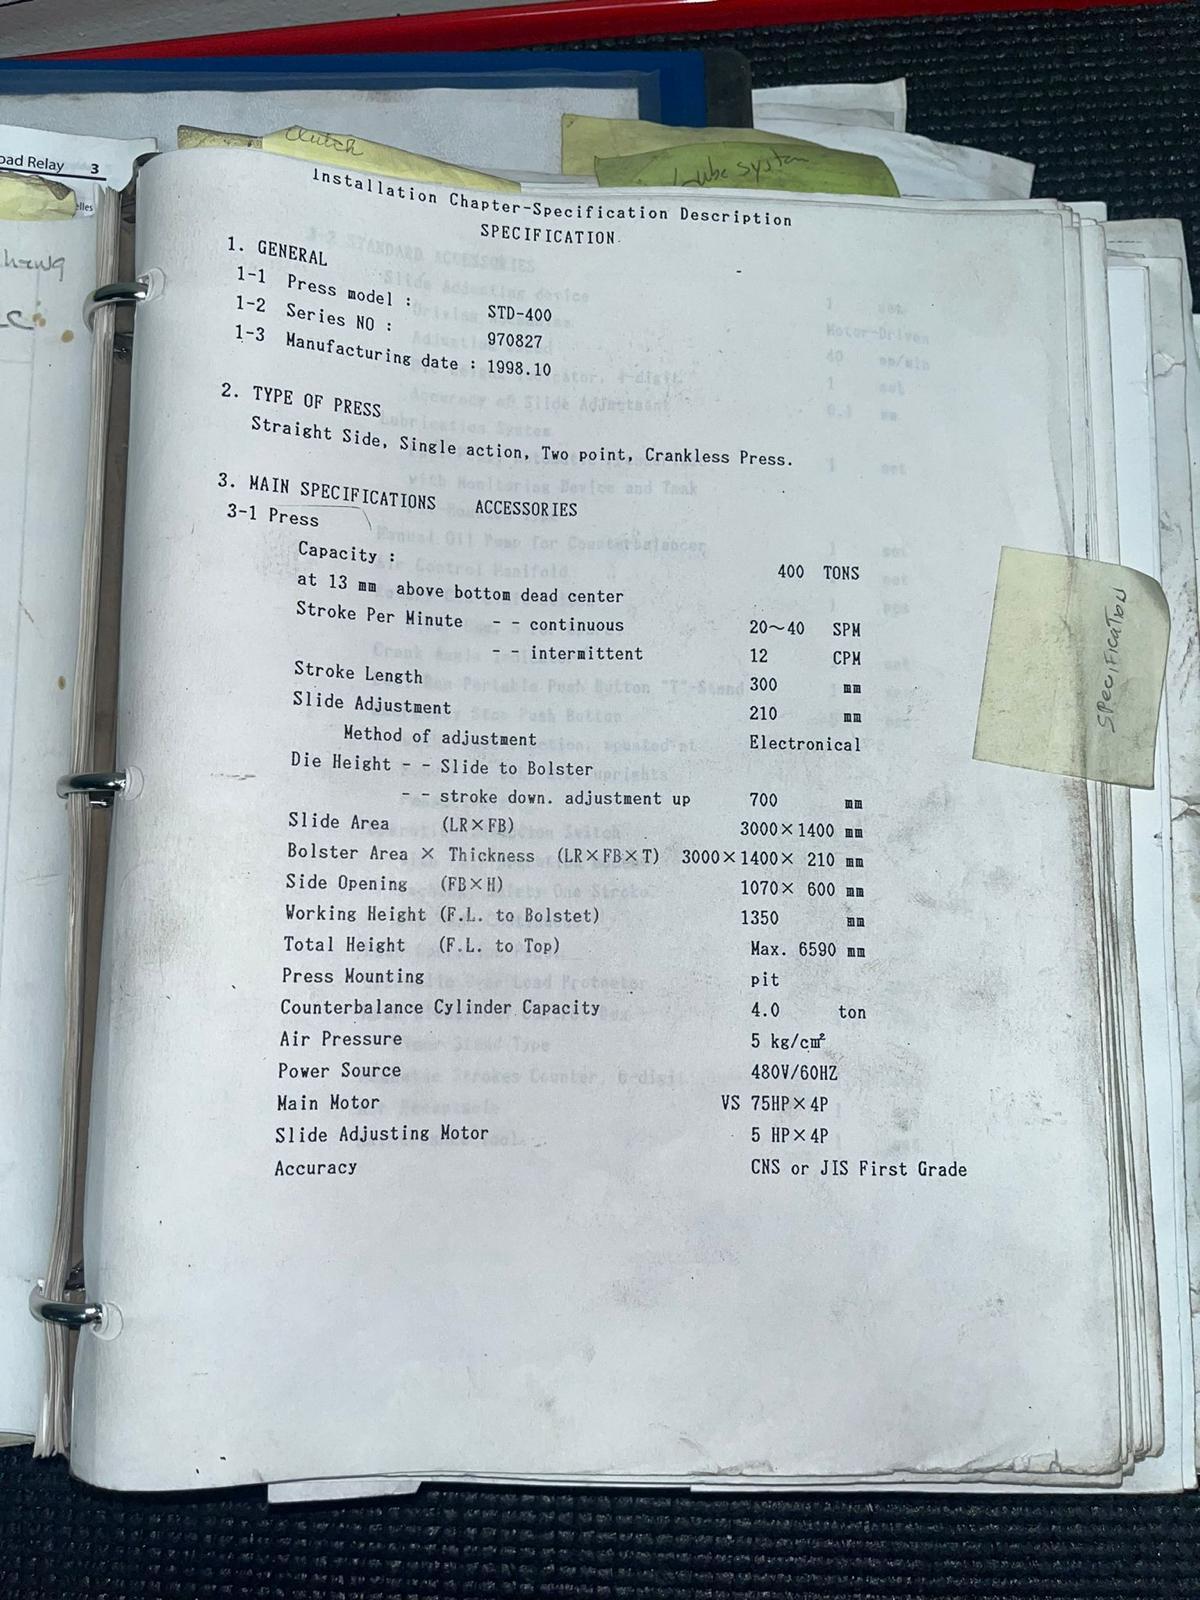 oad Relay 3
elles
Clutch
Lube system
Installation Chapter-Specification Description
SPECIFICATION
1. GENERAL
1-1 Press model : STD-400
1-2 Series NO : 970827
1-3 Manufacturing date : 1998.10
2. TYPE OF PRESS
Straight Side, Single action, Two point, Crankless Press.
3. MAIN SPECIFICATIONS ACCESSORIES
3-1 Press
Capacity : 400 TONS
at 13 mm above bottom dead center
Stroke Per Minute - - continuous 20~40 SPM
- - intermittent 12 CPM
Stroke Length 300 mm
Slide Adjustment 210 mm
Method of adjustment Electronical
Die Height - - Slide to Bolster
- - stroke down. adjustment up 700 mm
Slide Area (LR×FB) 3000×1400 mm
Bolster Area × Thickness (LR×FB×T) 3000×1400× 210 mm
Side Opening (FB×H) 1070× 600 mm
Working Height (F.L. to Bolstet) 1350 mm
Total Height (F.L. to Top) Max. 6590 mm
Press Mounting pit
Counterbalance Cylinder Capacity 4.0 ton
Air Pressure 5 kg/cm²
Power Source 480V/60HZ
Main Motor VS 75HP×4P
Slide Adjusting Motor 5 HP×4P
Accuracy CNS or JIS First Grade
SPECIFICATION